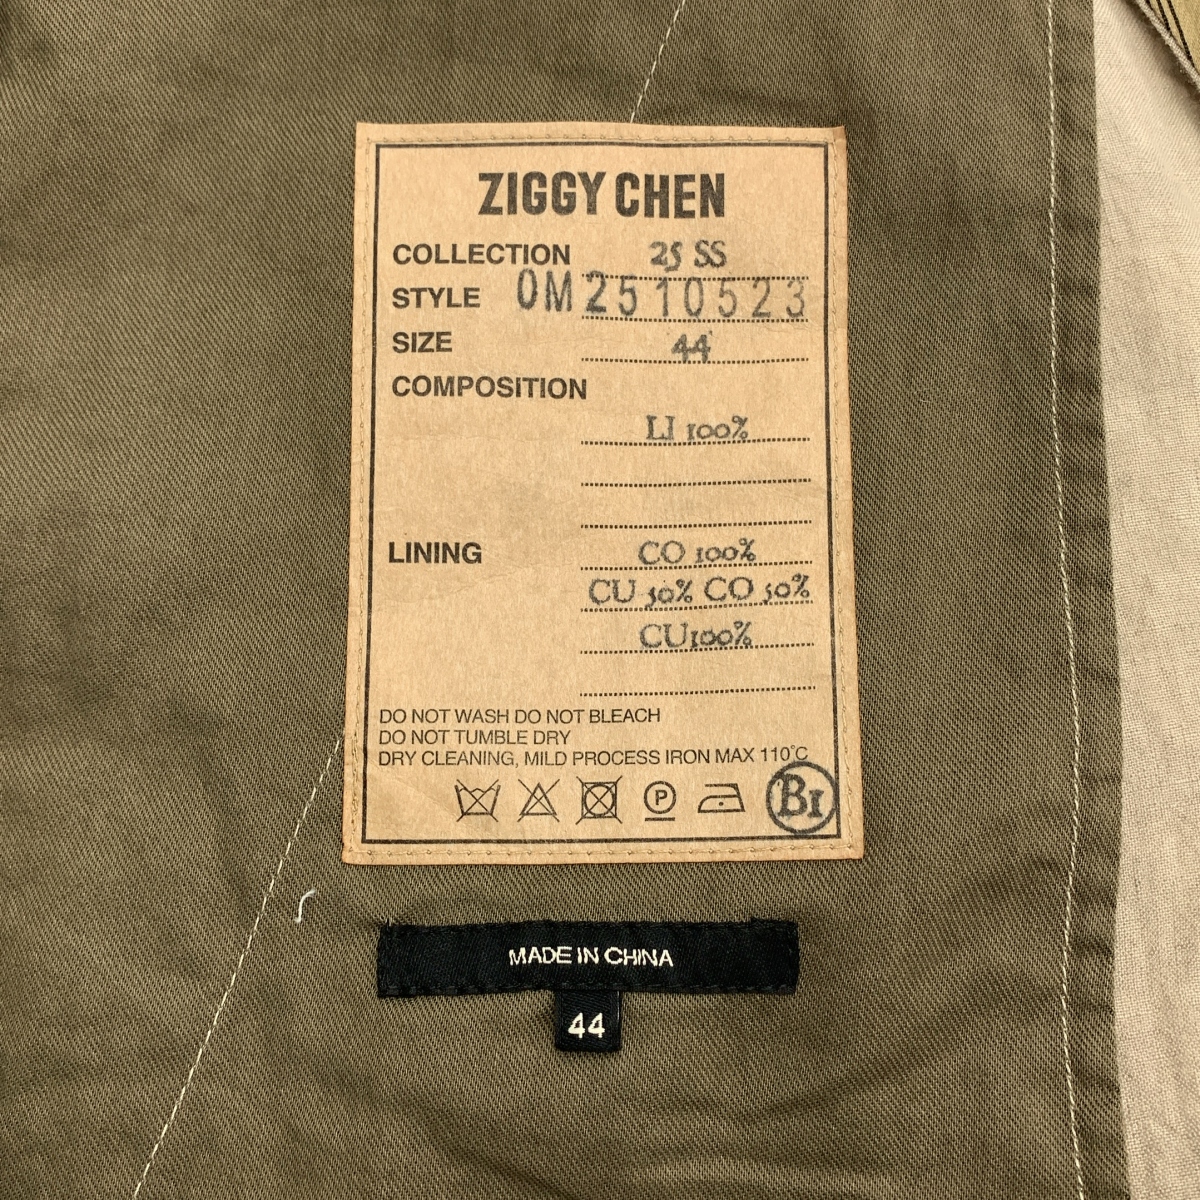 ZIGGY CHEN
COLLECTION 25 SS
STYLE 0M2510523
SIZE 44
COMPOSITION
LI 100%
LINING CO 100%
CU 50% CO 50%
CU100%
DO NOT WASH DO NOT BLEACH
DO NOT TUMBLE DRY
DRY CLEANING, MILD PROCESS IRON MAX 110°C
P
B1
MADE IN CHINA
44